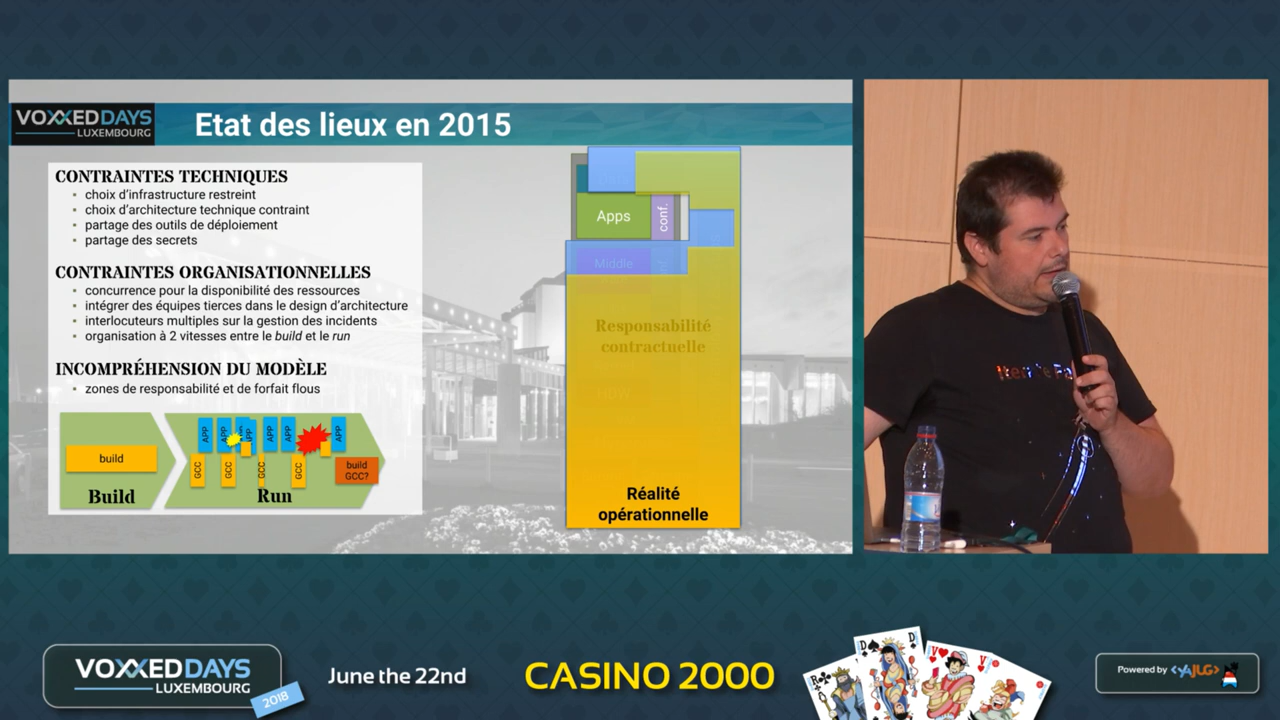 VOXXEDDAYS
LUXEMBOURG
Etat des lieux en 2015
CONTRAINTES TECHNIQUES
▪ choix d’infrastructure restreint
▪ choix d’architecture technique contraint
▪ partage des outils de déploiement
▪ partage des secrets
CONTRAINTES ORGANISATIONNELLES
▪ concurrence pour la disponibilité des ressources
▪ intégrer des équipes tierces dans le design d’architecture
▪ interlocuteurs multiples sur la gestion des incidents
▪ organisation à 2 vitesses entre le build et le run
INCOMPRÉHENSION DU MODÈLE
▪ zones de responsabilité et de forfait flous
build
Build
APP
APP
APP
APP
APP
APP
GCC
GCC
GCC
GCC
build
GCC?
Run
Apps
conf.
Middle
Responsabilité
contractuelle
Réalité
opérationnelle
VOXXEDDAYS
LUXEMBOURG
2018
June the 22nd
CASINO 2000
R
D
D
V
V
Powered by <YAJUG>